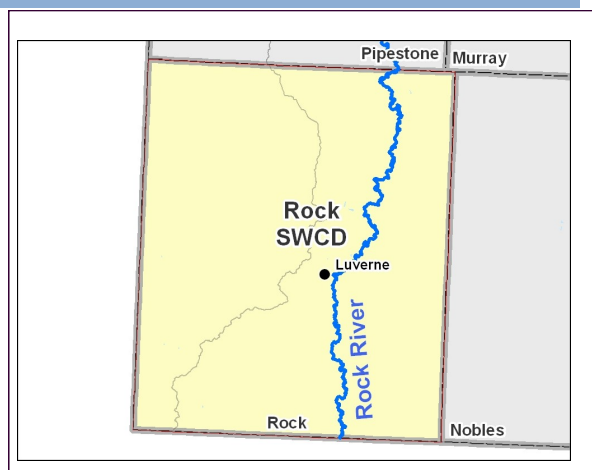 Pipestone
Murray
Rock
SWCD
Luverne
Rock River
Rock
Nobles